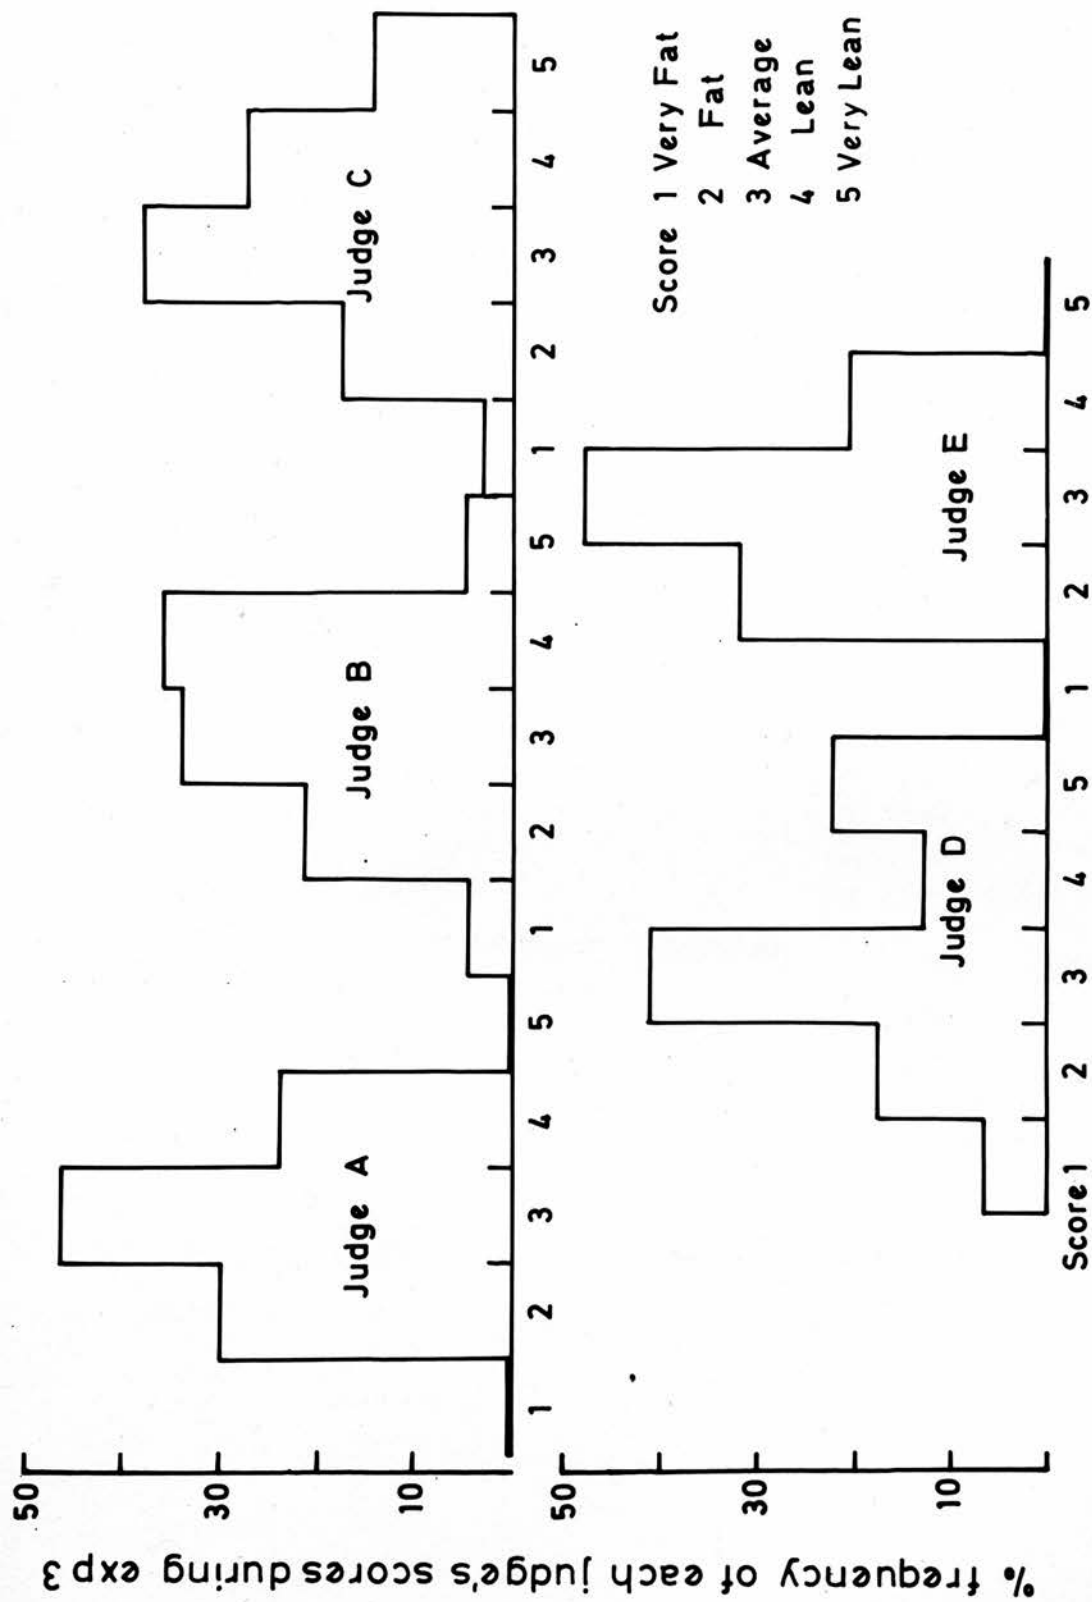 % frequency of each judge's scores during exp 3
50
30
10
Judge A
Judge B
Judge C
1 2 3 4 5 1 2 3 4 5 1 2 3 4 5
50
30
10
Judge D
Judge E
Score 1 Very Fat
2 Fat
3 Average
4 Lean
5 Very Lean
Score 1 2 3 4 5 1 2 3 4 5